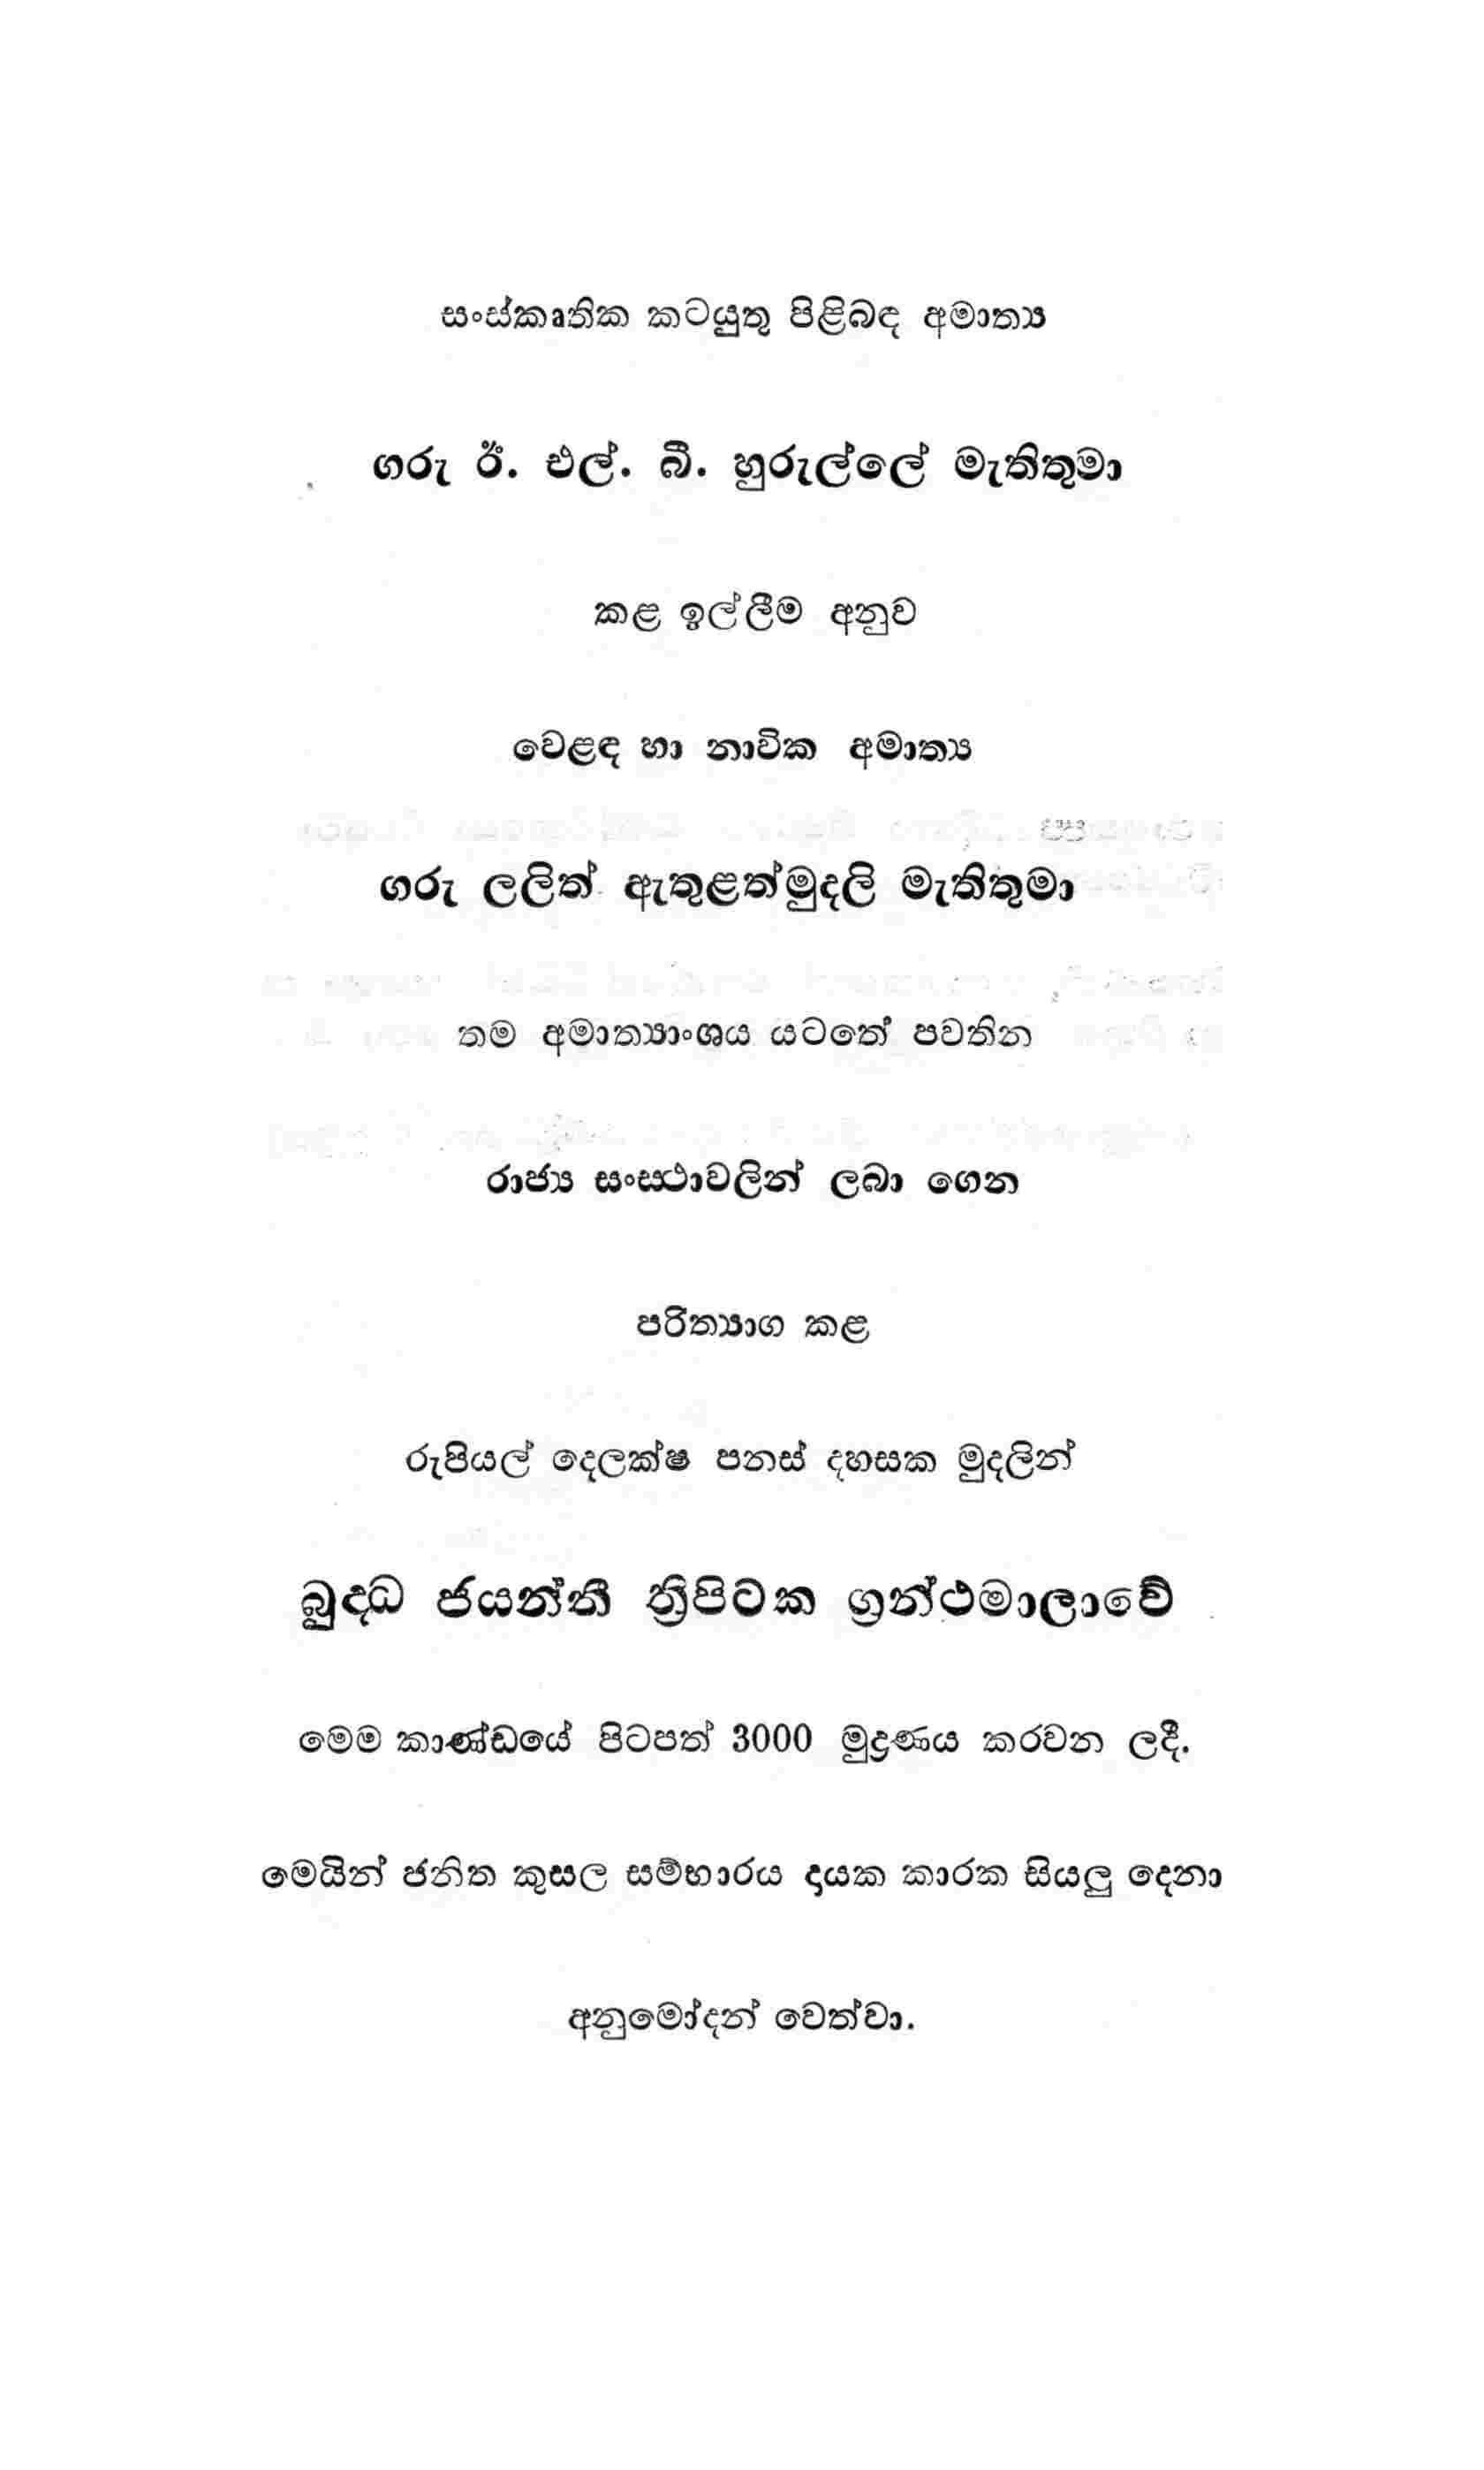 සංස්කෘතික කටයුතු පිළිබඳ අමාත්‍ය
ගරු ඊ. එල්. බී. හුරුල්ලේ මැතිතුමා
කළ ඉල්ලීම අනුව
වෙළඳ හා නාවික අමාත්‍ය
ගරු ලලිත් ඇතුළත්මුදලි මැතිතුමා
තම අමාත්‍යාංශය යටතේ පවතින
රාජ්‍ය සංස්‍ථාවලින් ලබා ගෙන
පරිත්‍යාග කළ
රුපියල් දෙලක්ෂ පනස් දහසක මුදලින්
බුද්‍ධ ජයන්තී ත්‍රිපිටක ග්‍රන්ථමාලාවේ
මෙම කාණ්ඩයේ පිටපත් 3000 මුද්‍රණය කරවන ලදී.
මෙයින් ජනිත කුසල සම්භාරය දායක කාරක සියලු දෙනා
අනුමෝදන් වෙත්වා.